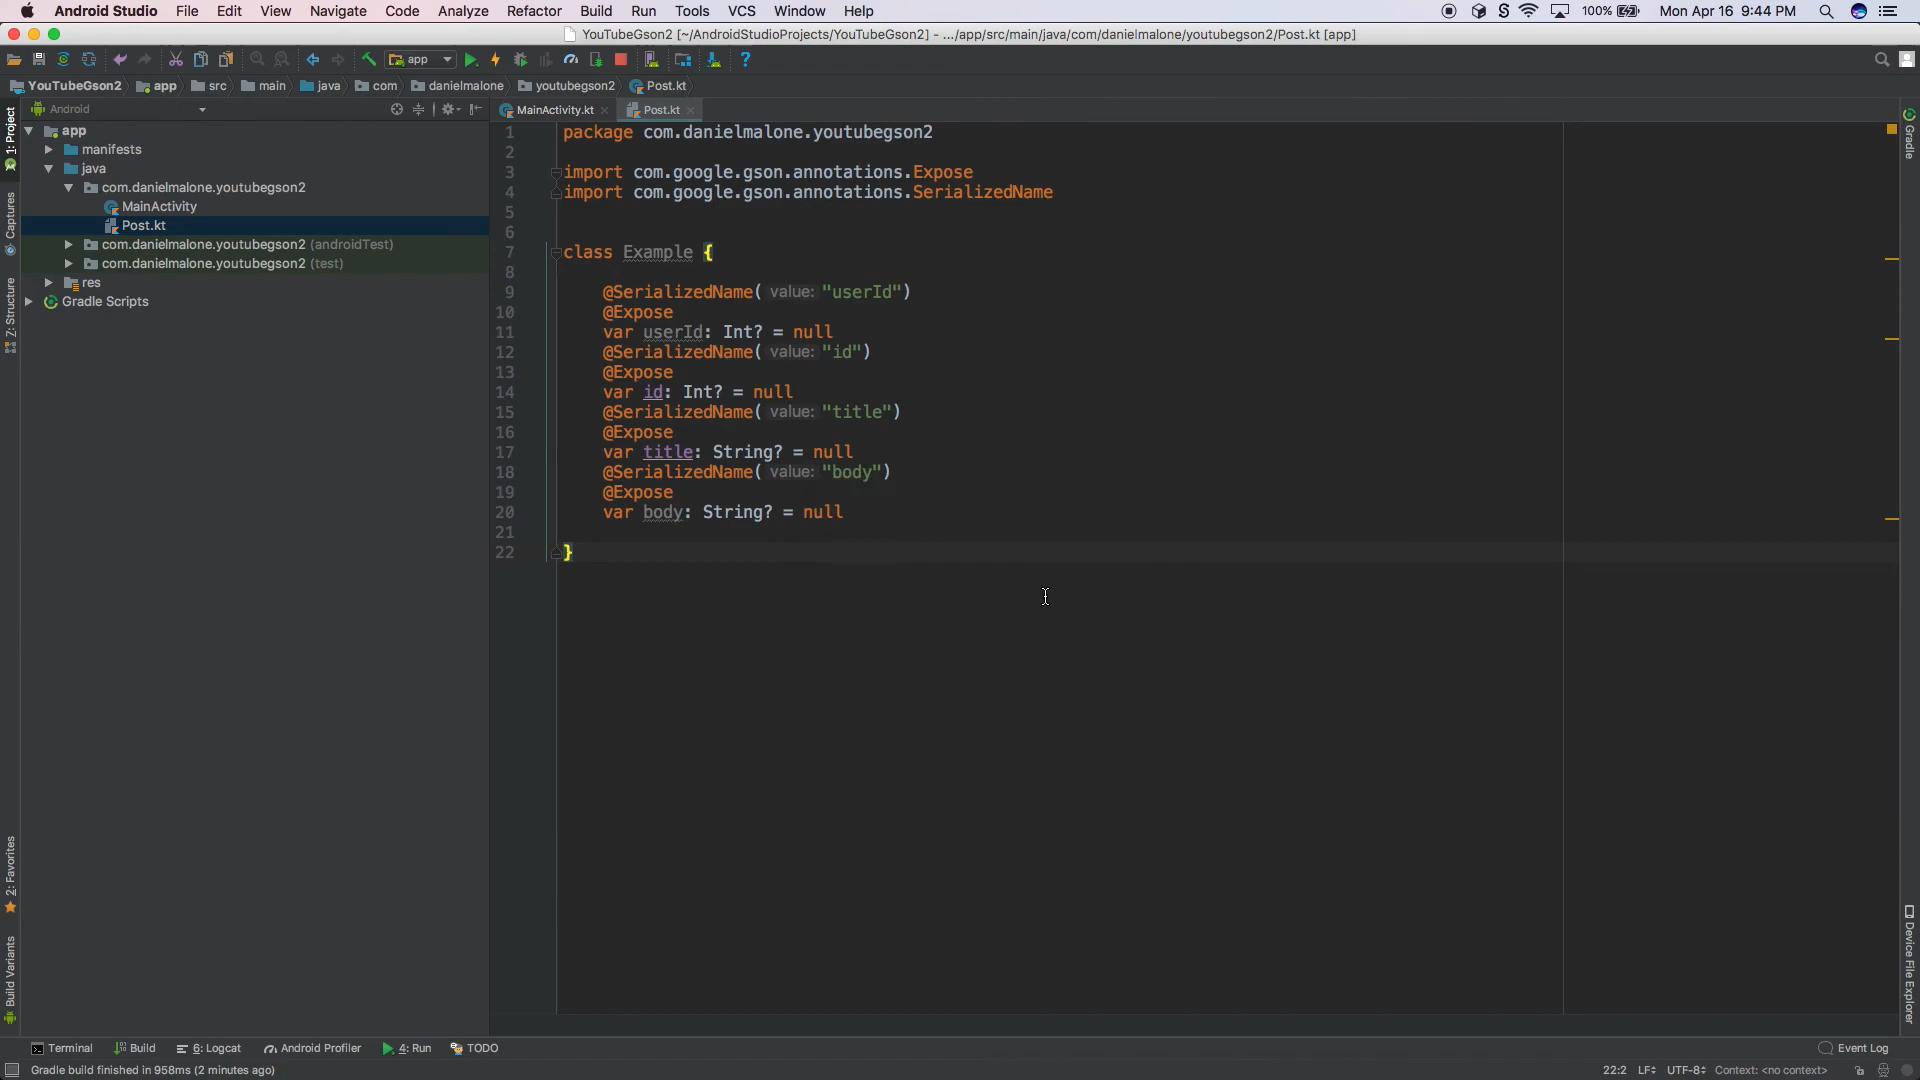 Android Studio File Edit View Navigate Code Analyze Refactor Build Run Tools VCS Window Help 100% Mon Apr 16 9:44 PM
YouTubeGson2 [~/AndroidStudioProjects/YouTubeGson2] - .../app/src/main/java/com/danielmalone/youtubegson2/Post.kt [app]
app
YouTubeGson2 app src main java com danielmalone youtubegson2 Post.kt
Android
MainActivity.kt Post.kt
1: Project
Captures
7: Structure
2: Favorites
Build Variants
app
manifests
java
com.danielmalone.youtubegson2
MainActivity
Post.kt
com.danielmalone.youtubegson2 (androidTest)
com.danielmalone.youtubegson2 (test)
res
Gradle Scripts
1 package com.danielmalone.youtubegson2
2
3 import com.google.gson.annotations.Expose
4 import com.google.gson.annotations.SerializedName
5
6
7 class Example {
8
9 @SerializedName( value: "userId")
10 @Expose
11 var userId: Int? = null
12 @SerializedName( value: "id")
13 @Expose
14 var id: Int? = null
15 @SerializedName( value: "title")
16 @Expose
17 var title: String? = null
18 @SerializedName( value: "body")
19 @Expose
20 var body: String? = null
21
22 }
Gradle
Device File Explorer
Terminal Build 6: Logcat Android Profiler 4: Run TODO Event Log
Gradle build finished in 958ms (2 minutes ago) 22:2 LF UTF-8 Context: <no context>